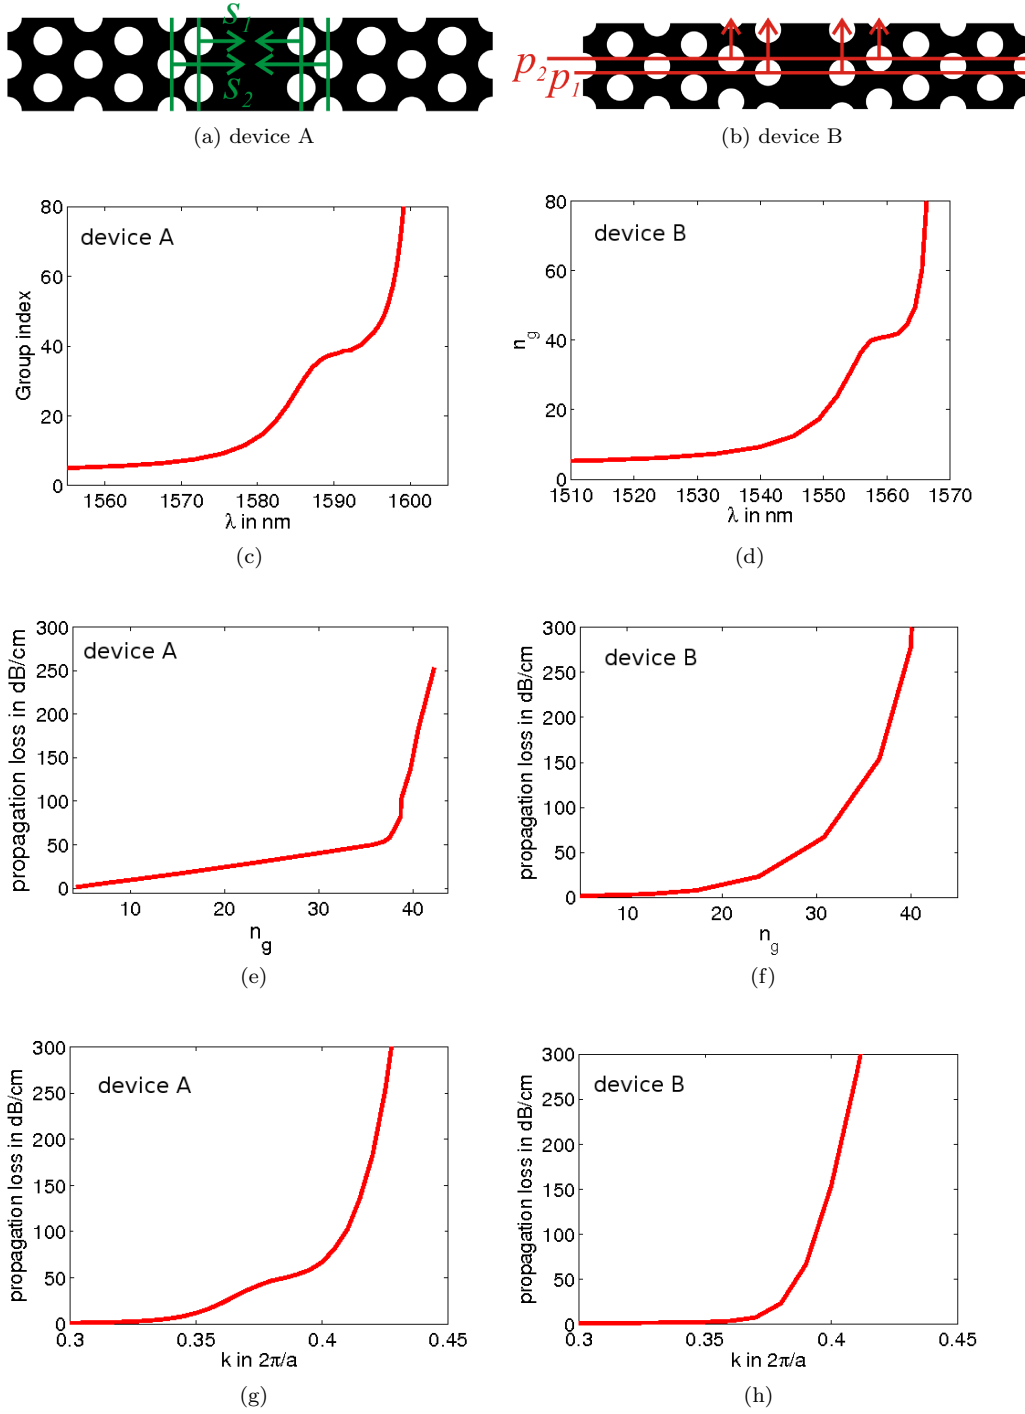 s1
s2
p2 p1
(a) device A
(b) device B
80
60
40
20
0
Group index
device A
1560 1570 1580 1590 1600
λ in nm
(c)
80
60
40
20
0
n_g
device B
1510 1520 1530 1540 1550 1560 1570
λ in nm
(d)
300
250
200
150
100
50
0
propagation loss in dB/cm
device A
10 20 30 40
n_g
(e)
300
250
200
150
100
50
0
propagation loss in dB/cm
device B
10 20 30 40
n_g
(f)
300
250
200
150
100
50
0
propagation loss in dB/cm
device A
0.3 0.35 0.4 0.45
k in 2π/a
(g)
300
250
200
150
100
50
0
propagation loss in dB/cm
device B
0.3 0.35 0.4 0.45
k in 2π/a
(h)